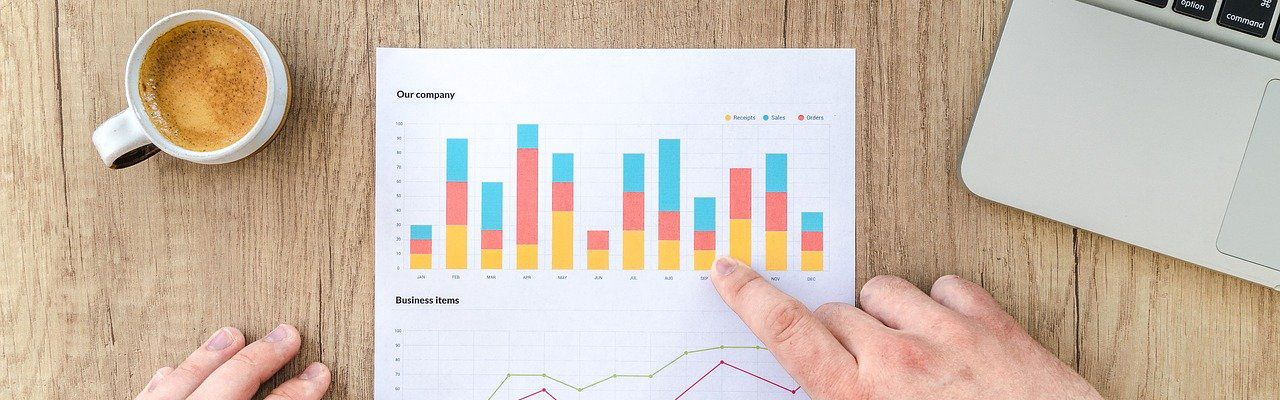 option
command
Our company
Receipts Sales Orders
100
90
80
70
60
50
40
30
20
10
0
JAN FEB MAR APR MAY JUN JUL AUG SEP NOV DEC
Business items
100
90
80
70
60